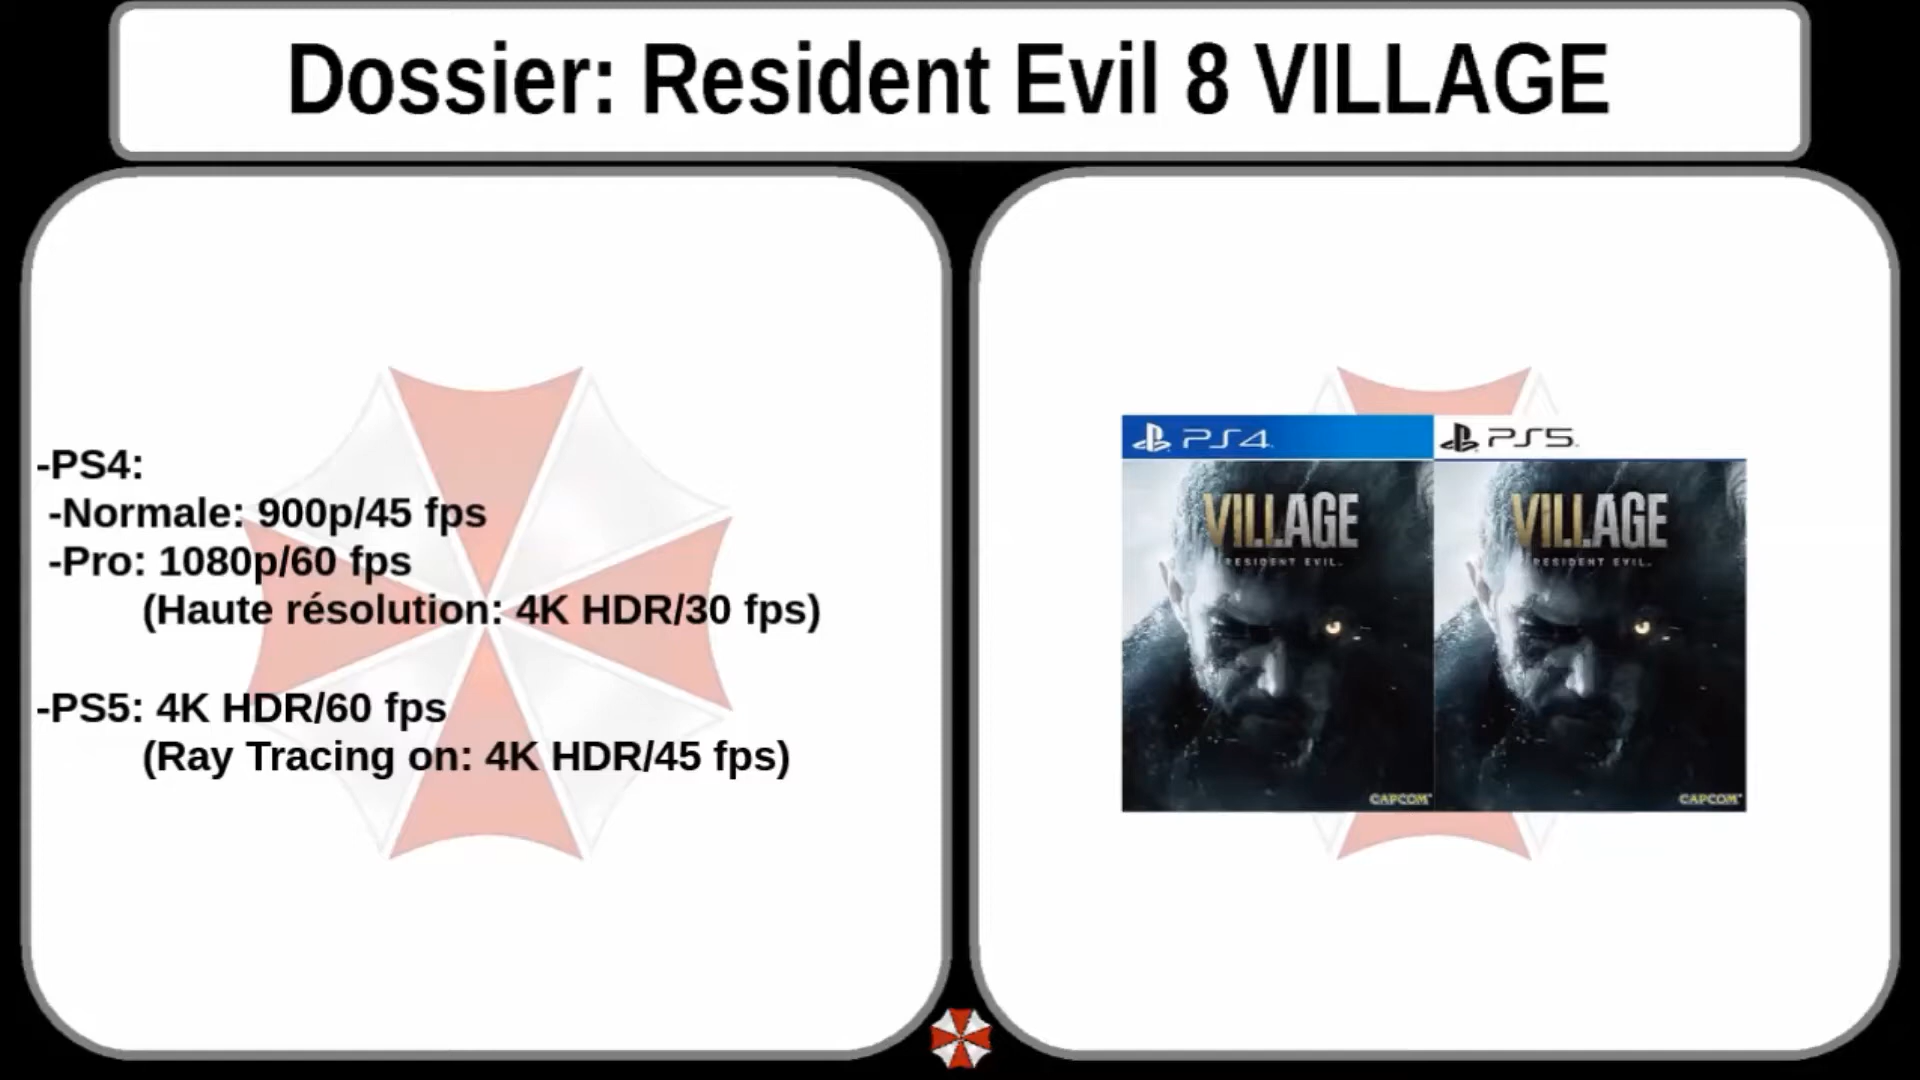 Dossier: Resident Evil 8 VILLAGE
-PS4:
-Normale: 900p/45 fps
-Pro: 1080p/60 fps
(Haute résolution: 4K HDR/30 fps)
-PS5: 4K HDR/60 fps
(Ray Tracing on: 4K HDR/45 fps)
PS4
VILLAGE
RESIDENT EVIL.
CAPCOM
PS5
VILLAGE
RESIDENT EVIL.
CAPCOM